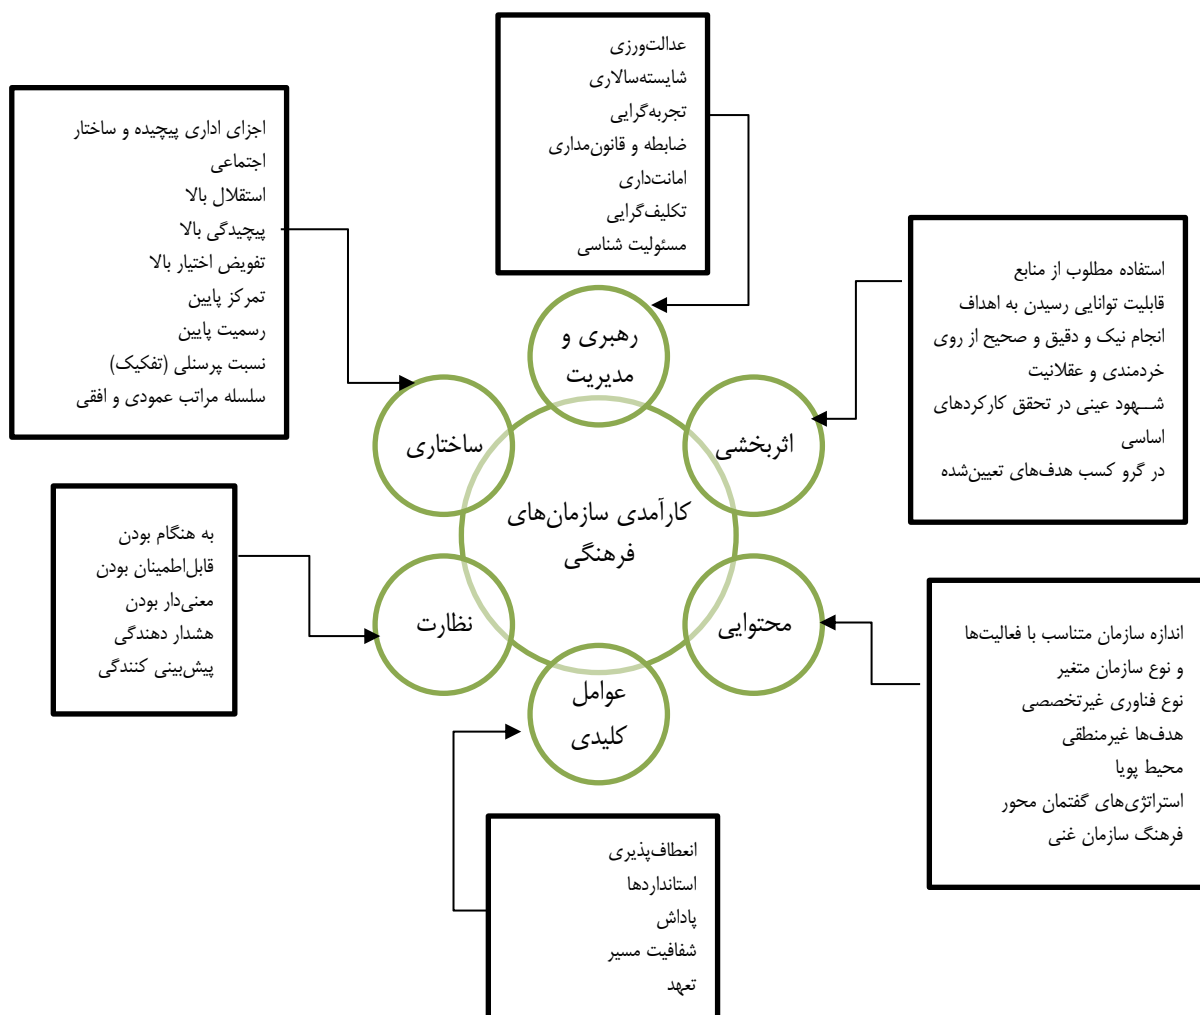 عدالت‌ورزی
شایسته‌سالاری
تجربه‌گرایی
ضابطه و قانون‌مداری
امانت‌داری
تکلیف‌گرایی
مسئولیت شناسی
اجزای اداری پیچیده و ساختار
اجتماعی
استقلال بالا
پیچیدگی بالا
تفویض اختیار بالا
تمرکز پایین
رسمیت پایین
نسبت پرسنلی (تفکیک)
سلسله مراتب عمودی و افقی
استفاده مطلوب از منابع
قابلیت توانایی رسیدن به اهداف
انجام نیک و دقیق و صحیح از روی
خردمندی و عقلانیت
شـــهود عینی در تحقق کارکردهای
اساسی
در گرو کسب هدف‌های تعیین‌شده
رهبری و
مدیریت
اثربخشی
ساختاری
کارآمدی سازمان‌های
فرهنگی
محتوایی
نظارت
عوامل
کلیدی
به هنگام بودن
قابل‌اطمینان بودن
معنی‌دار بودن
هشدار دهندگی
پیش‌بینی کنندگی
اندازه سازمان متناسب با فعالیت‌ها
و نوع سازمان متغیر
نوع فناوری غیرتخصصی
هدف‌ها غیرمنطقی
محیط پویا
استراتژی‌های گفتمان محور
فرهنگ سازمان غنی
انعطاف‌پذیری
استانداردها
پاداش
شفافیت مسیر
تعهد